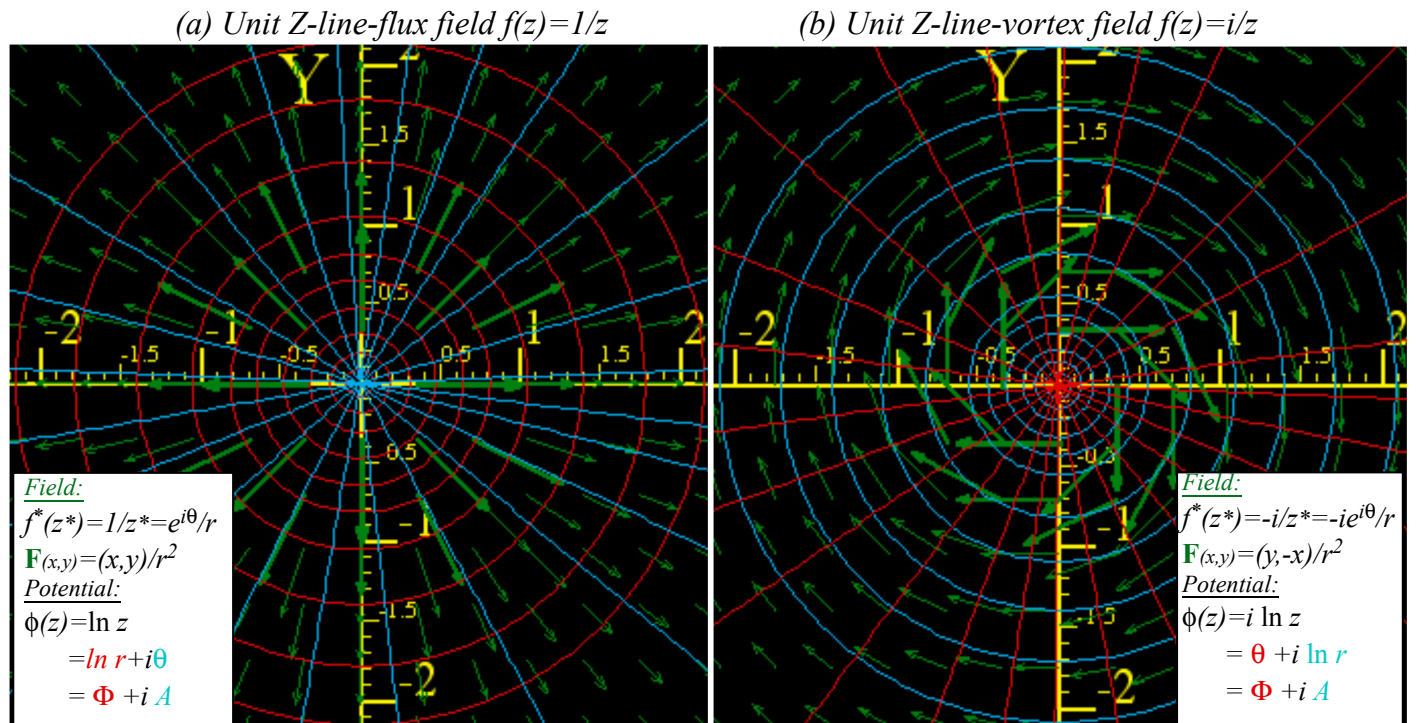 (a) Unit Z-line-flux field f(z)=1/z
(b) Unit Z-line-vortex field f(z)=i/z
Y
2
1.5
1
0.5
-2
-1.5
-1
-0.5
0.5
1
1.5
2
-0.5
-1
-1.5
-2
Field:
f*(z*)=1/z*=e^{iθ}/r
F(x,y)=(x,y)/r²
Potential:
ϕ(z)=ln z
=ln r+iθ
= Φ +i A
Y
2
1.5
1
0.5
-2
-1.5
-1
-0.5
0.5
1
1.5
2
-0.5
-1
-1.5
-2
Field:
f*(z*)=-i/z*=-ie^{iθ}/r
F(x,y)=(y,-x)/r²
Potential:
ϕ(z)=i ln z
= θ +i ln r
= Φ +i A